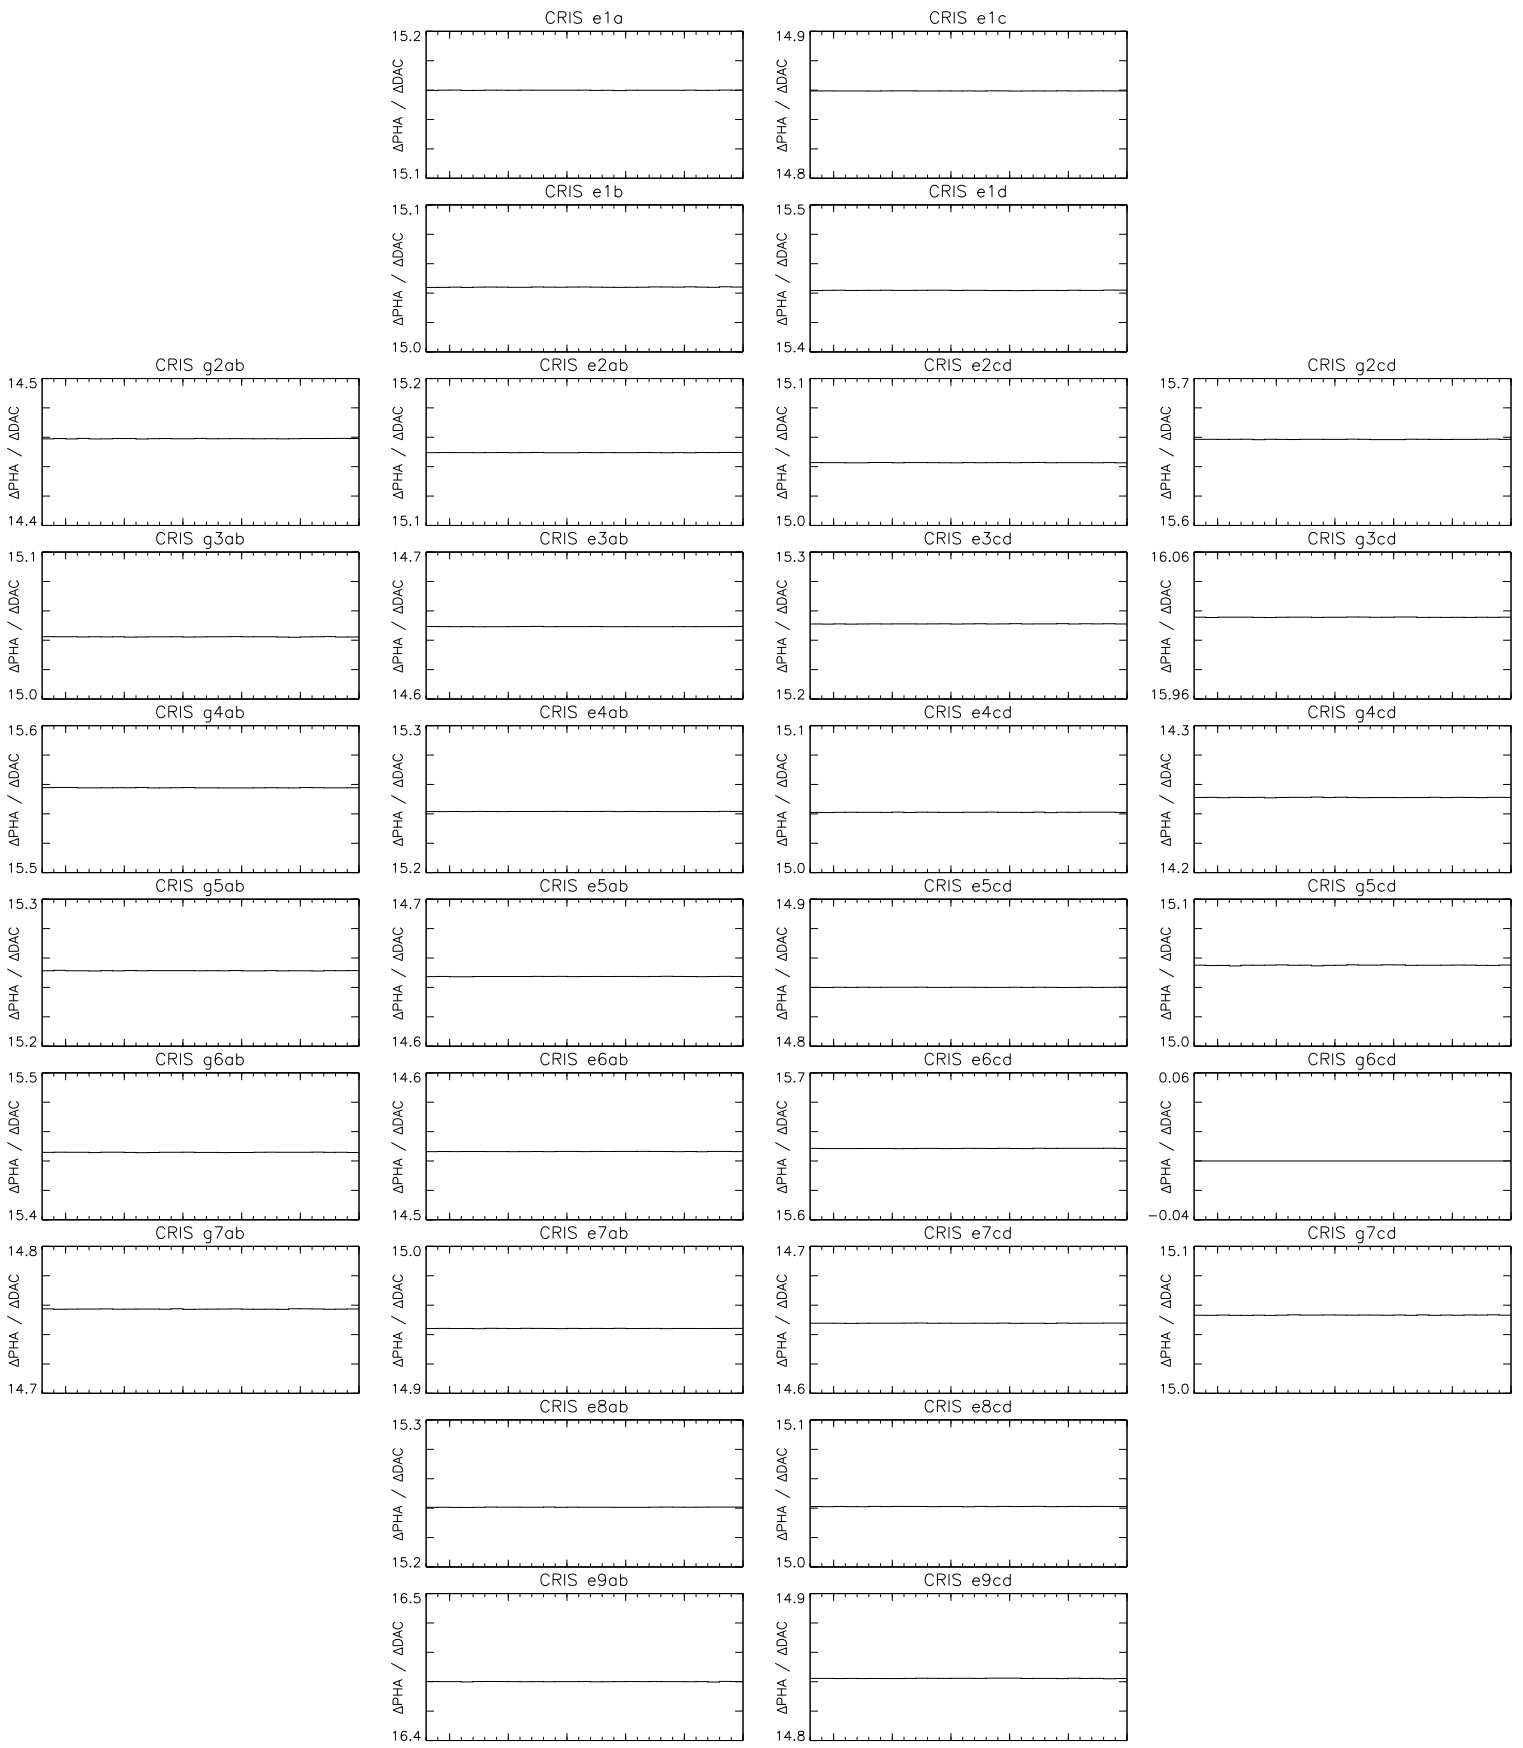 CRIS e1a
15.2
ΔPHA / ΔDAC
15.1
CRIS e1c
14.9
ΔPHA / ΔDAC
14.8
CRIS e1b
15.1
ΔPHA / ΔDAC
15.0
CRIS e1d
15.5
ΔPHA / ΔDAC
15.4
CRIS g2ab
14.5
ΔPHA / ΔDAC
14.4
CRIS e2ab
15.2
ΔPHA / ΔDAC
15.1
CRIS e2cd
15.1
ΔPHA / ΔDAC
15.0
CRIS g2cd
15.7
ΔPHA / ΔDAC
15.6
CRIS g3ab
15.1
ΔPHA / ΔDAC
15.0
CRIS e3ab
14.7
ΔPHA / ΔDAC
14.6
CRIS e3cd
15.3
ΔPHA / ΔDAC
15.2
CRIS g3cd
16.06
ΔPHA / ΔDAC
15.96
CRIS g4ab
15.6
ΔPHA / ΔDAC
15.5
CRIS e4ab
15.3
ΔPHA / ΔDAC
15.2
CRIS e4cd
15.1
ΔPHA / ΔDAC
15.0
CRIS g4cd
14.3
ΔPHA / ΔDAC
14.2
CRIS g5ab
15.3
ΔPHA / ΔDAC
15.2
CRIS e5ab
14.7
ΔPHA / ΔDAC
14.6
CRIS e5cd
14.9
ΔPHA / ΔDAC
14.8
CRIS g5cd
15.1
ΔPHA / ΔDAC
15.0
CRIS g6ab
15.5
ΔPHA / ΔDAC
15.4
CRIS e6ab
14.6
ΔPHA / ΔDAC
14.5
CRIS e6cd
15.7
ΔPHA / ΔDAC
15.6
CRIS g6cd
0.06
ΔPHA / ΔDAC
−0.04
CRIS g7ab
14.8
ΔPHA / ΔDAC
14.7
CRIS e7ab
15.0
ΔPHA / ΔDAC
14.9
CRIS e7cd
14.7
ΔPHA / ΔDAC
14.6
CRIS g7cd
15.1
ΔPHA / ΔDAC
15.0
CRIS e8ab
15.3
ΔPHA / ΔDAC
15.2
CRIS e8cd
15.1
ΔPHA / ΔDAC
15.0
CRIS e9ab
16.5
ΔPHA / ΔDAC
16.4
CRIS e9cd
14.9
ΔPHA / ΔDAC
14.8